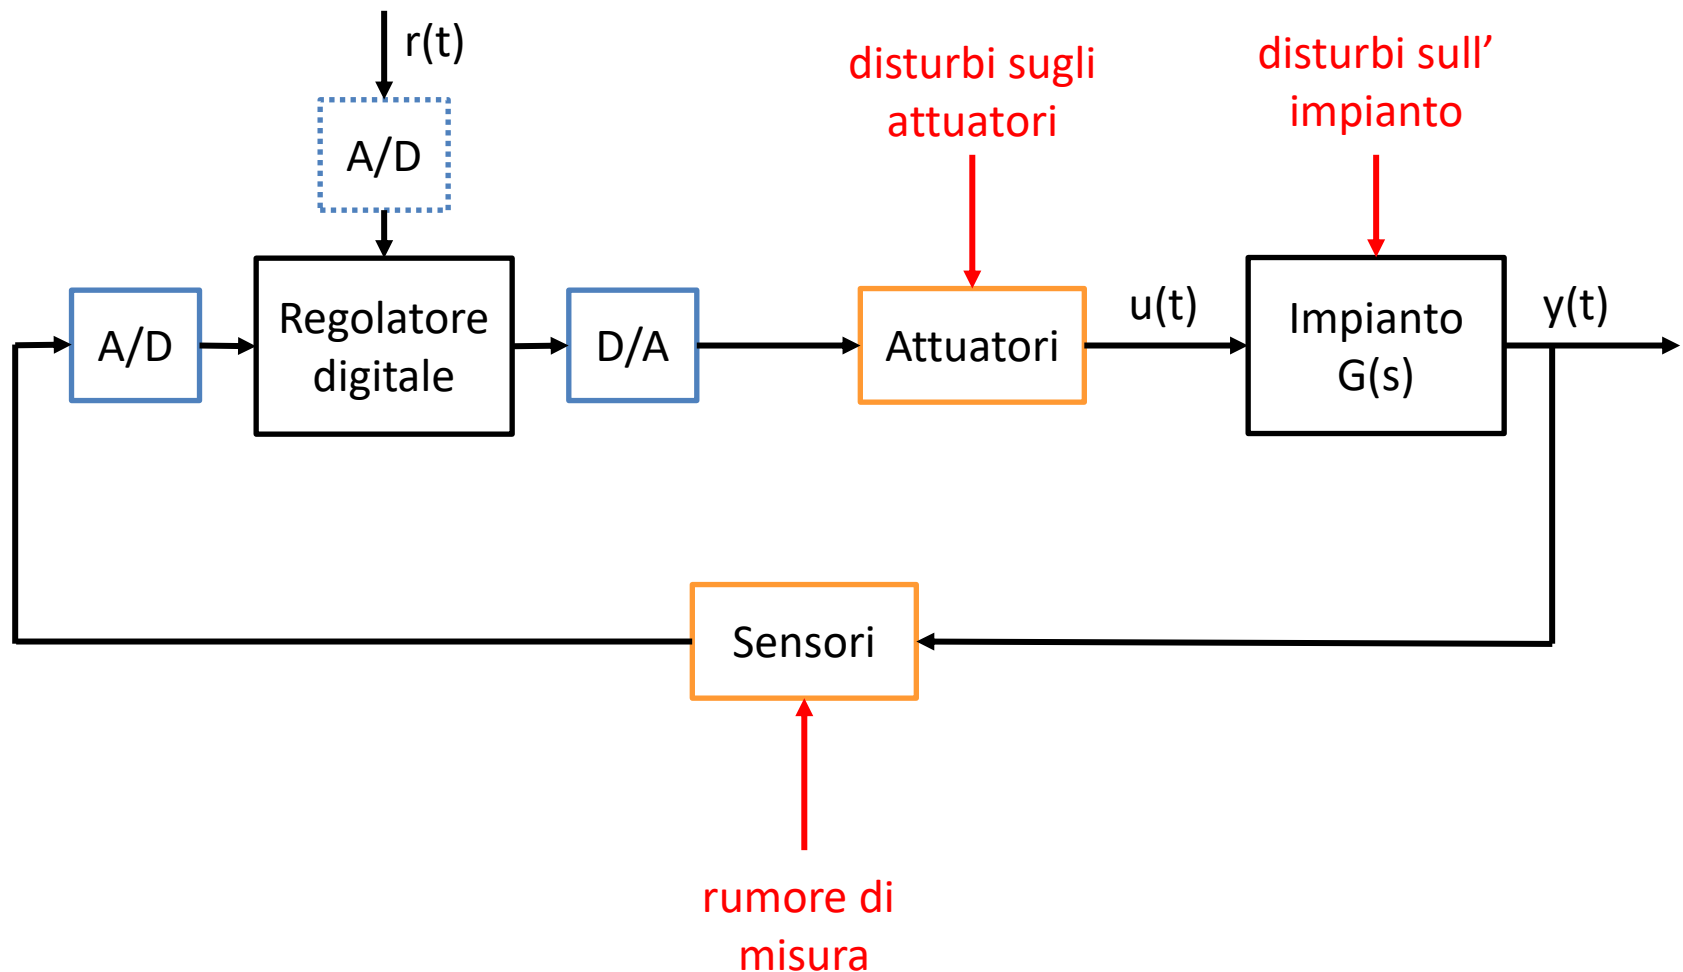 r(t)
disturbi sugli
attuatori
disturbi sull’
impianto
A/D
A/D
Regolatore
digitale
D/A
Attuatori
u(t)
Impianto
G(s)
y(t)
Sensori
rumore di
misura